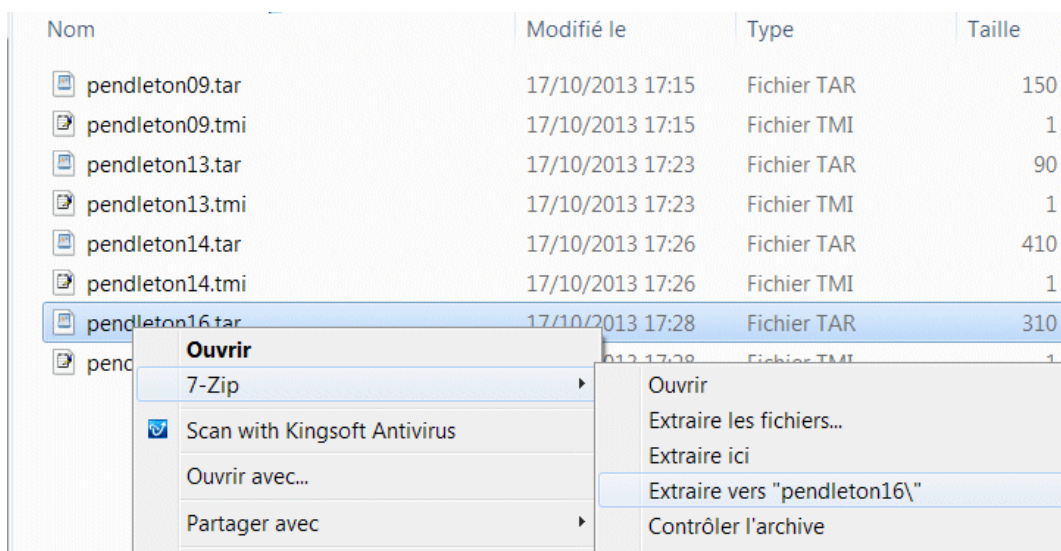 Nom Modifié le Type Taille
pendleton09.tar 17/10/2013 17:15 Fichier TAR 150
pendleton09.tmi 17/10/2013 17:15 Fichier TMI 1
pendleton13.tar 17/10/2013 17:23 Fichier TAR 90
pendleton13.tmi 17/10/2013 17:23 Fichier TMI 1
pendleton14.tar 17/10/2013 17:26 Fichier TAR 410
pendleton14.tmi 17/10/2013 17:26 Fichier TMI 1
pendleton16.tar 17/10/2013 17:28 Fichier TAR 310
17:28 Fichier TMI 1
Ouvrir
7-Zip
Scan with Kingsoft Antivirus
Ouvrir avec...
Partager avec
Ouvrir
Extraire les fichiers...
Extraire ici
Extraire vers "pendleton16\"
Contrôler l'archive